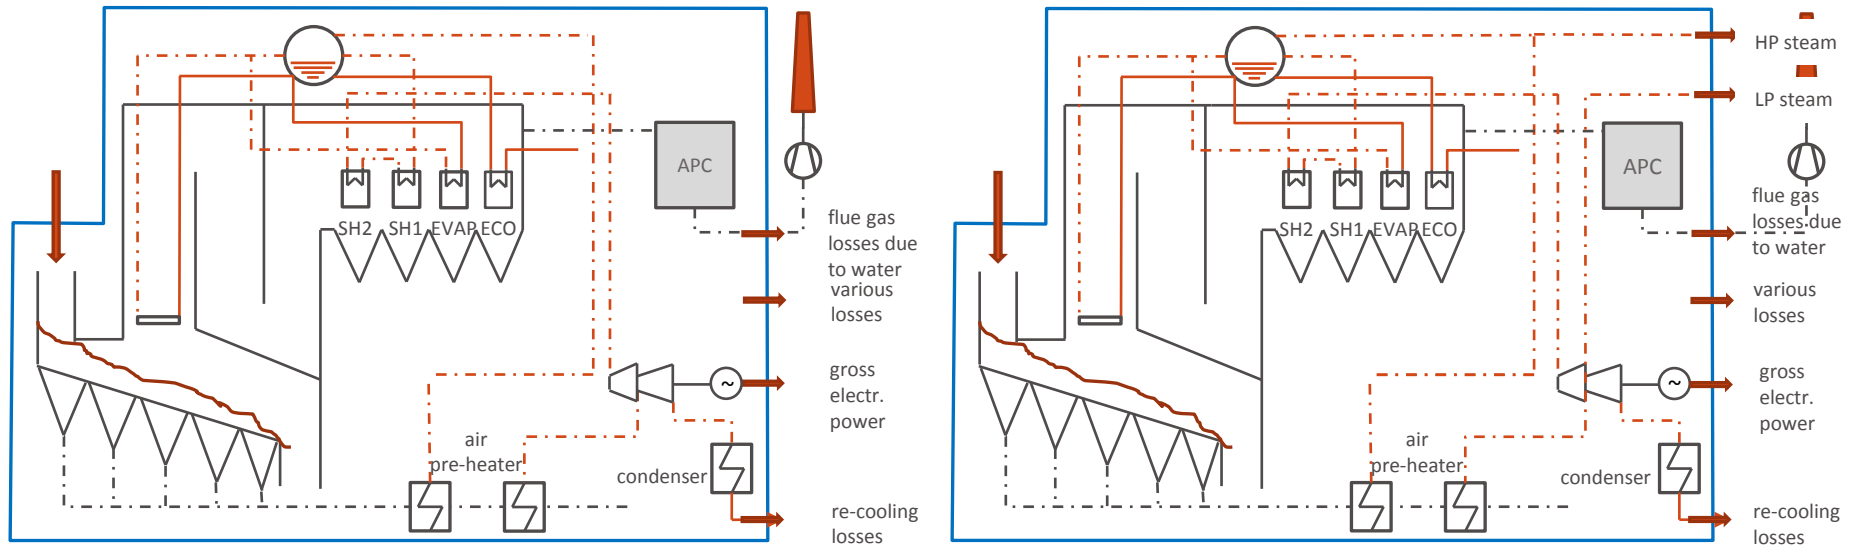 APC
SH2 SH1 EVAP ECO
flue gas
losses due
to water
various
losses
gross
electr.
power
~
air
pre-heater
condenser
re-cooling
losses
HP steam
LP steam
APC
SH2 SH1 EVAP ECO
flue gas
losses due
to water
various
losses
gross
electr.
power
~
air
pre-heater
condenser
re-cooling
losses